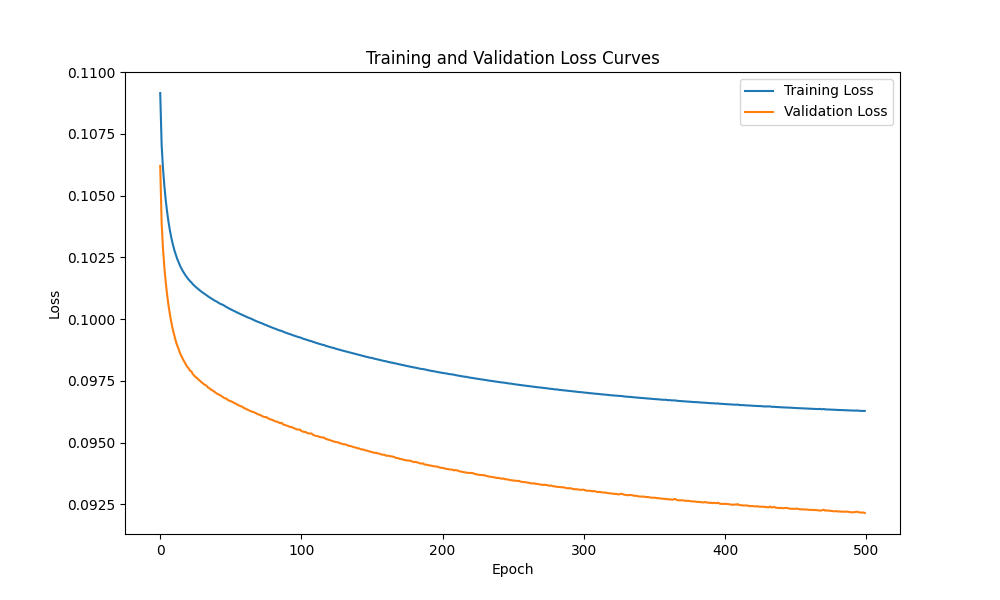 Training and Validation Loss Curves
Training Loss
Validation Loss
0.1100
0.1075
0.1050
0.1025
0.1000
0.0975
0.0950
0.0925
Loss
0 100 200 300 400 500
Epoch